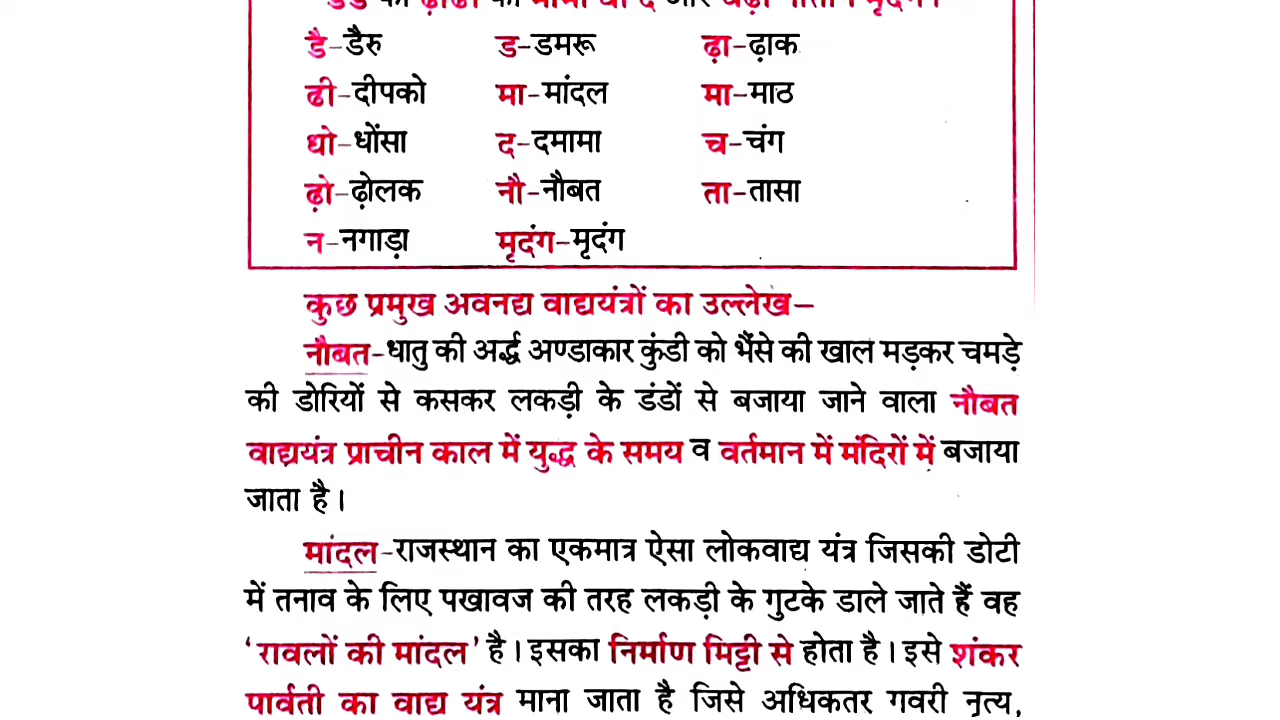 डै-डैरु ड-डमरू ढ़ा-ढ़ाक
ढी-दीपको मा-मांदल मा-माठ
धो-धोंसा द-दमामा च-चंग
ढ़ो-ढ़ोलक नौ-नौबत ता-तासा
न-नगाड़ा मृदंग-मृदंग
कुछ प्रमुख अवनद्य वाद्ययंत्रों का उल्लेख–
नौबत-धातु की अर्द्ध अण्डाकार कुंडी को भैंसे की खाल मड़कर चमड़े
की डोरियों से कसकर लकड़ी के डंडों से बजाया जाने वाला नौबत
वाद्ययंत्र प्राचीन काल में युद्ध के समय व वर्तमान में मंदिरों में बजाया
जाता है।
मांदल-राजस्थान का एकमात्र ऐसा लोकवाद्य यंत्र जिसकी डोटी
में तनाव के लिए पखावज की तरह लकड़ी के गुटके डाले जाते हैं वह
‘रावलों की मांदल’ है। इसका निर्माण मिट्टी से होता है। इसे शंकर
पार्वती का वाद्य यंत्र माना जाता है जिसे अधिकतर गवरी नृत्य,